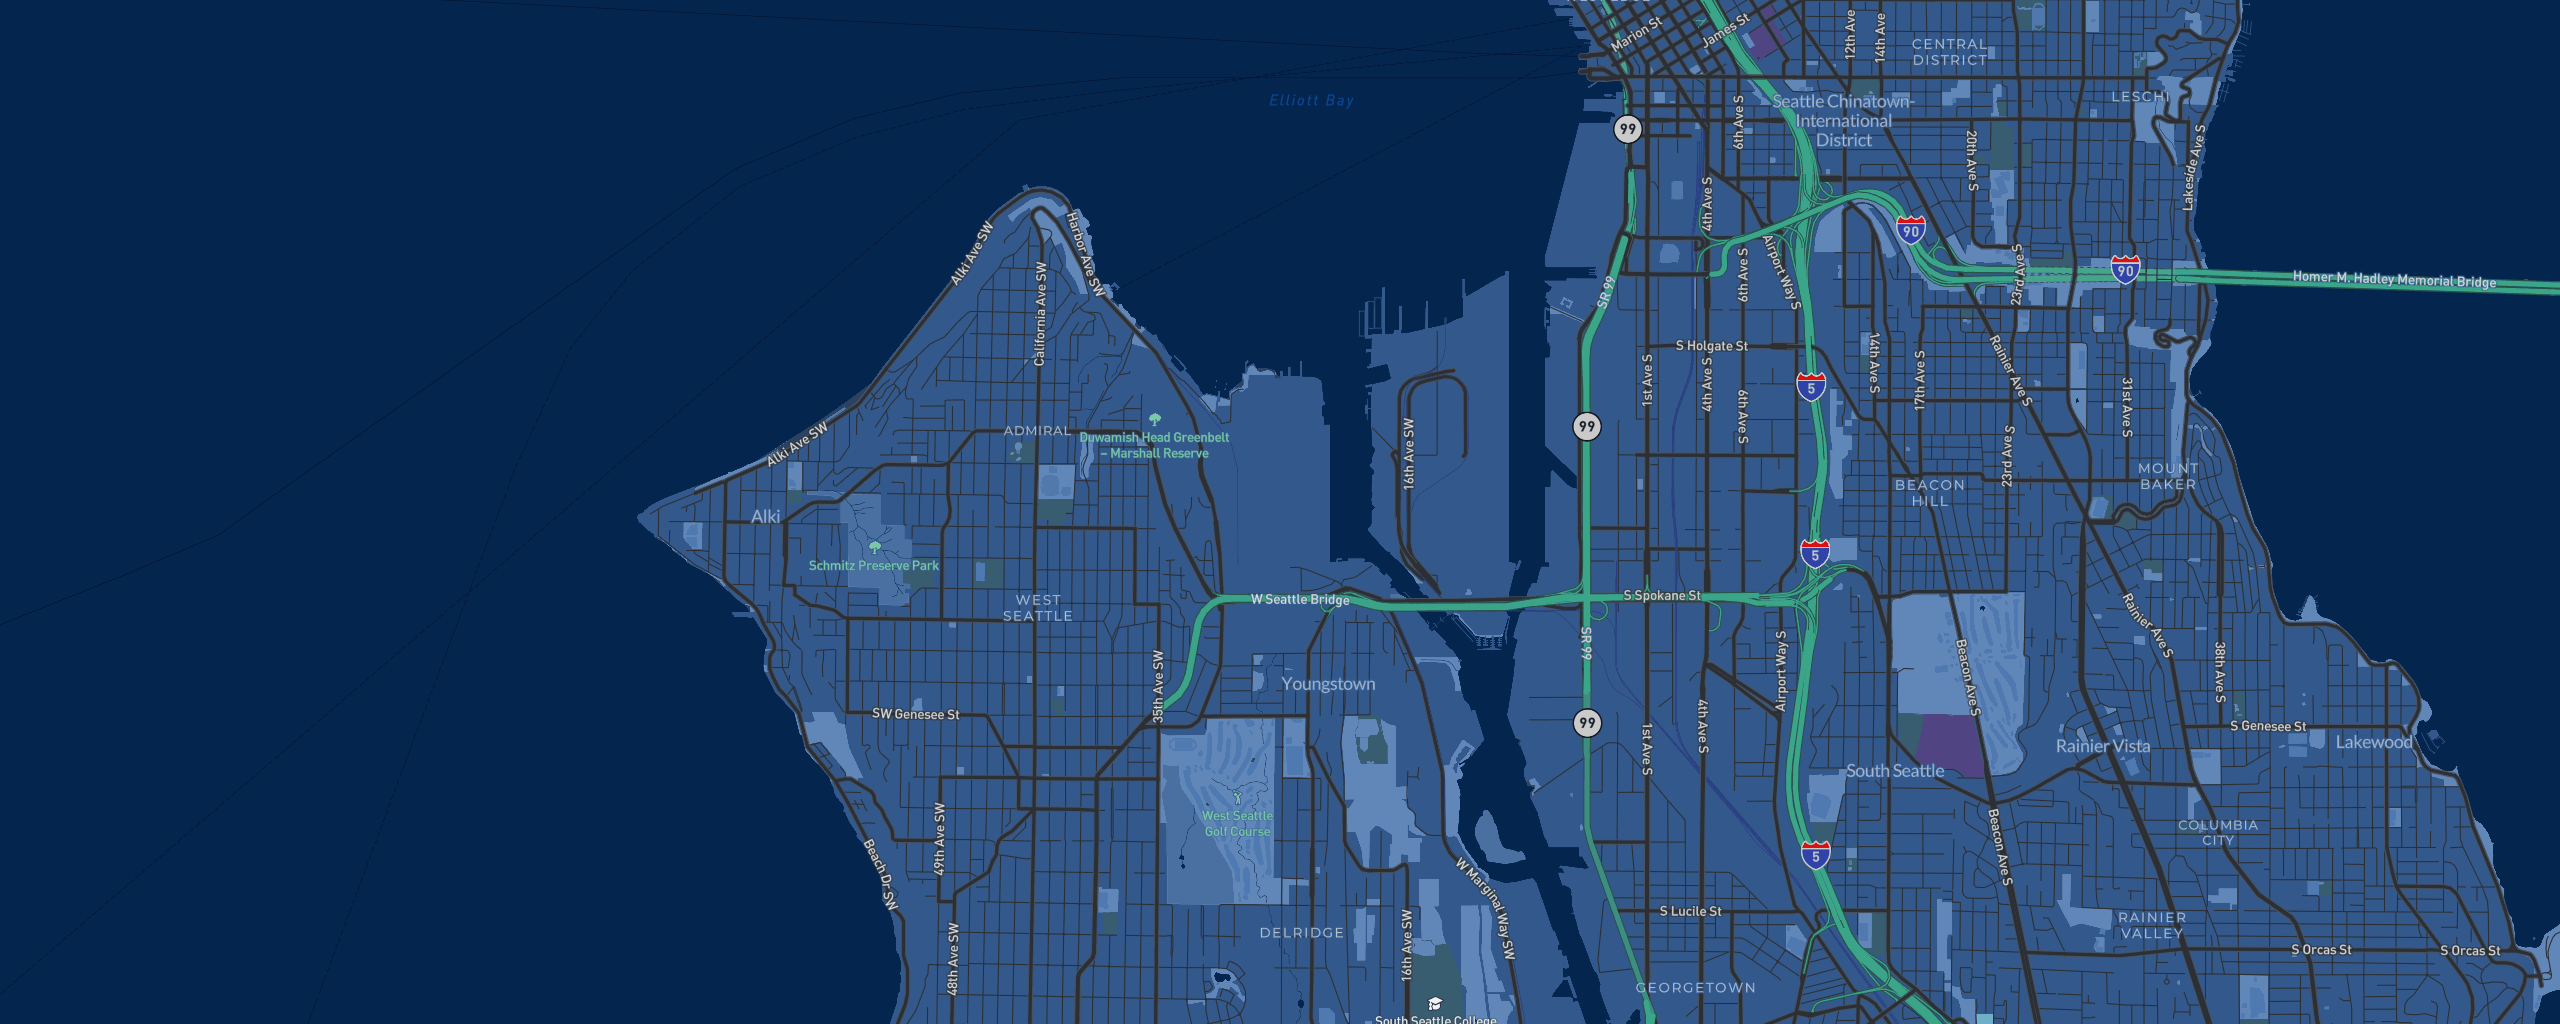 Marion St
James St
12th Ave
14th Ave
CENTRAL
DISTRICT
Elliott Bay
LESCHI
99
6th Ave S
Seattle Chinatown-
International
District
20th Ave S
Lakeside Ave S
4th Ave S
Alki Ave SW
Harbor Ave SW
California Ave SW
90
90
23rd Ave S
Homer M. Hadley Memorial Bridge
SR 99
6th Ave S
Airport Way S
S Holgate St
14th Ave S
17th Ave S
Rainier Ave S
31st Ave S
1st Ave S
4th Ave S
6th Ave S
5
99
ADMIRAL
Duwamish Head Greenbelt
– Marshall Reserve
Alki Ave SW
16th Ave SW
23rd Ave S
MOUNT
BAKER
BEACON
HILL
Alki
Schmitz Preserve Park
5
WEST
SEATTLE
W Seattle Bridge
S Spokane St
Rainier Ave S
SR 99
Airport Way S
Beacon Ave S
38th Ave S
35th Ave SW
Youngstown
SW Genesee St
99
1st Ave S
4th Ave S
S Genesee St
Rainier Vista
Lakewood
South Seattle
West Seattle
Golf Course
49th Ave SW
Beach Dr SW
5
Beacon Ave S
COLUMBIA
CITY
W Marginal Way SW
S Lucile St
RAINIER
VALLEY
DELRIDGE
16th Ave SW
48th Ave SW
S Orcas St
S Orcas St
GEORGETOWN
South Seattle College